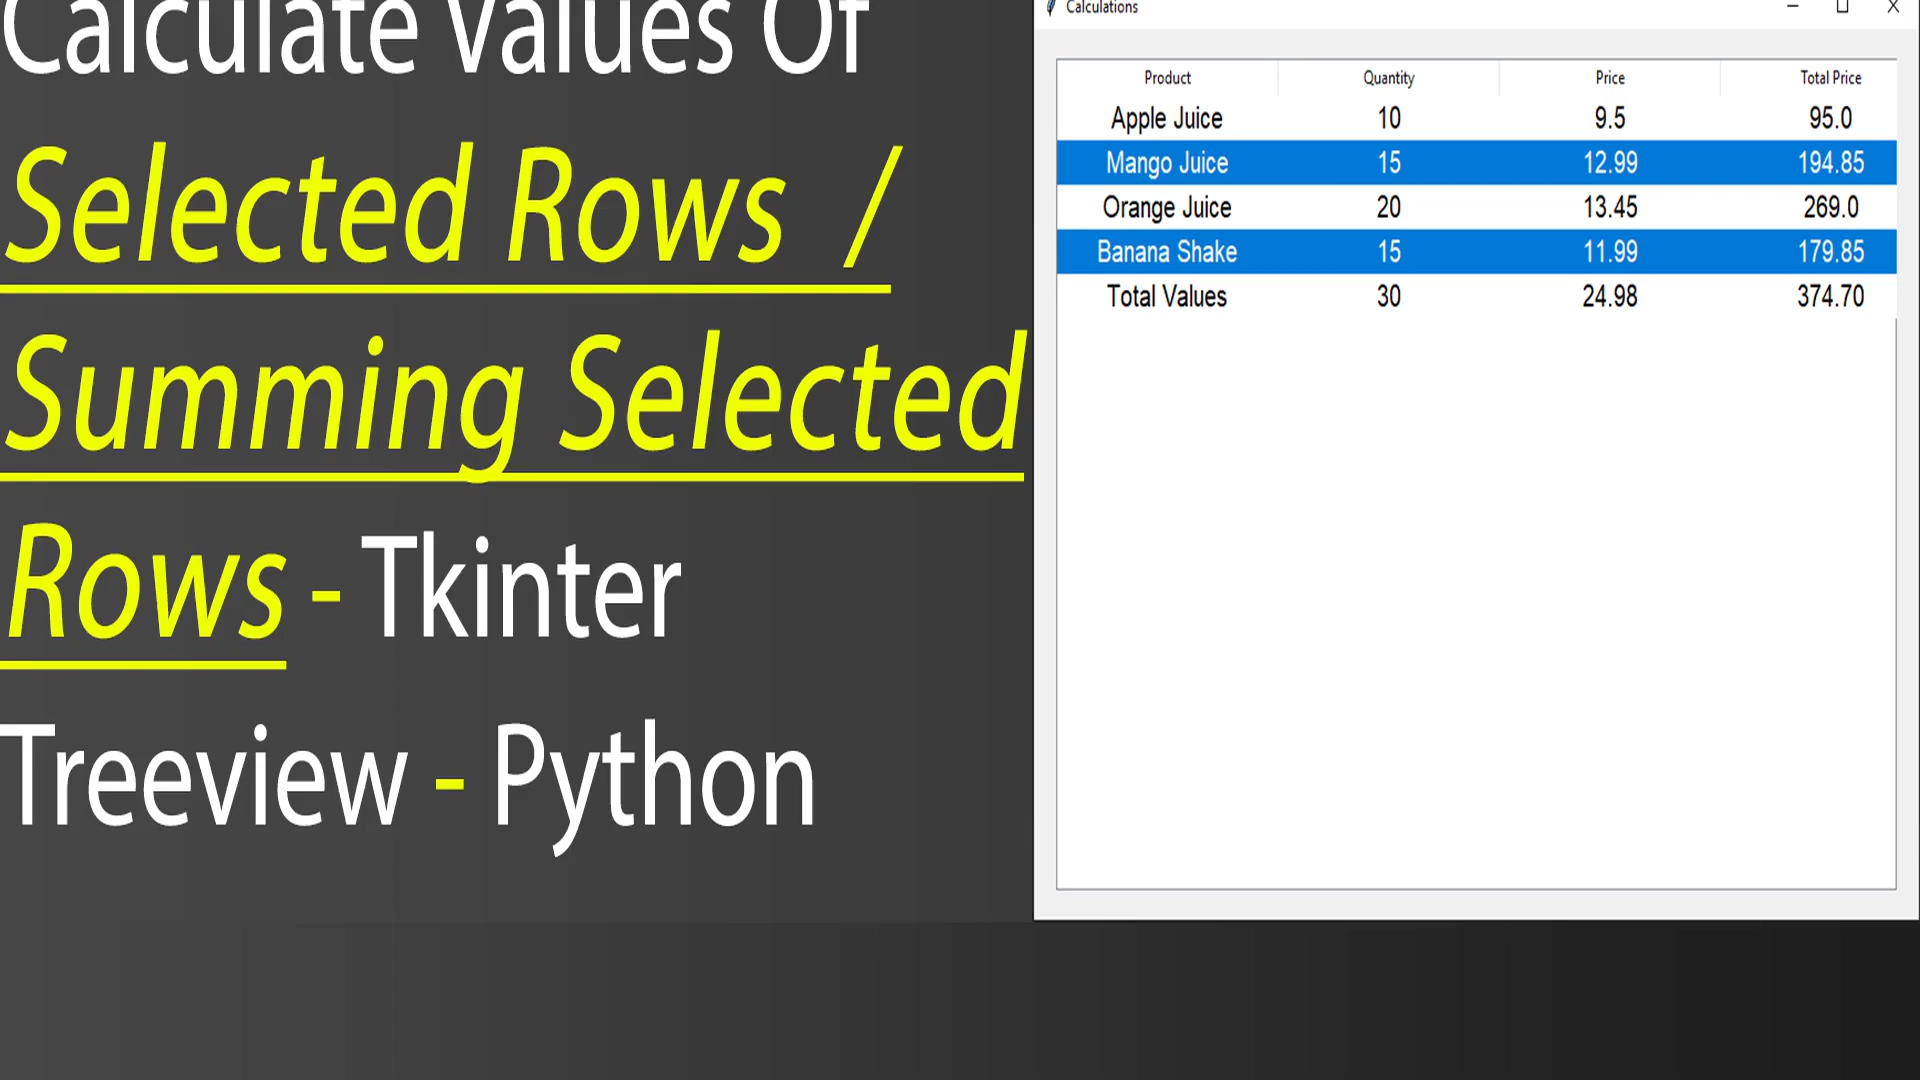 Calculate Values Of
Selected Rows /
Summing Selected
Rows - Tkinter
Treeview - Python
Calculations
Product Quantity Price Total Price
Apple Juice 10 9.5 95.0
Mango Juice 15 12.99 194.85
Orange Juice 20 13.45 269.0
Banana Shake 15 11.99 179.85
Total Values 30 24.98 374.70